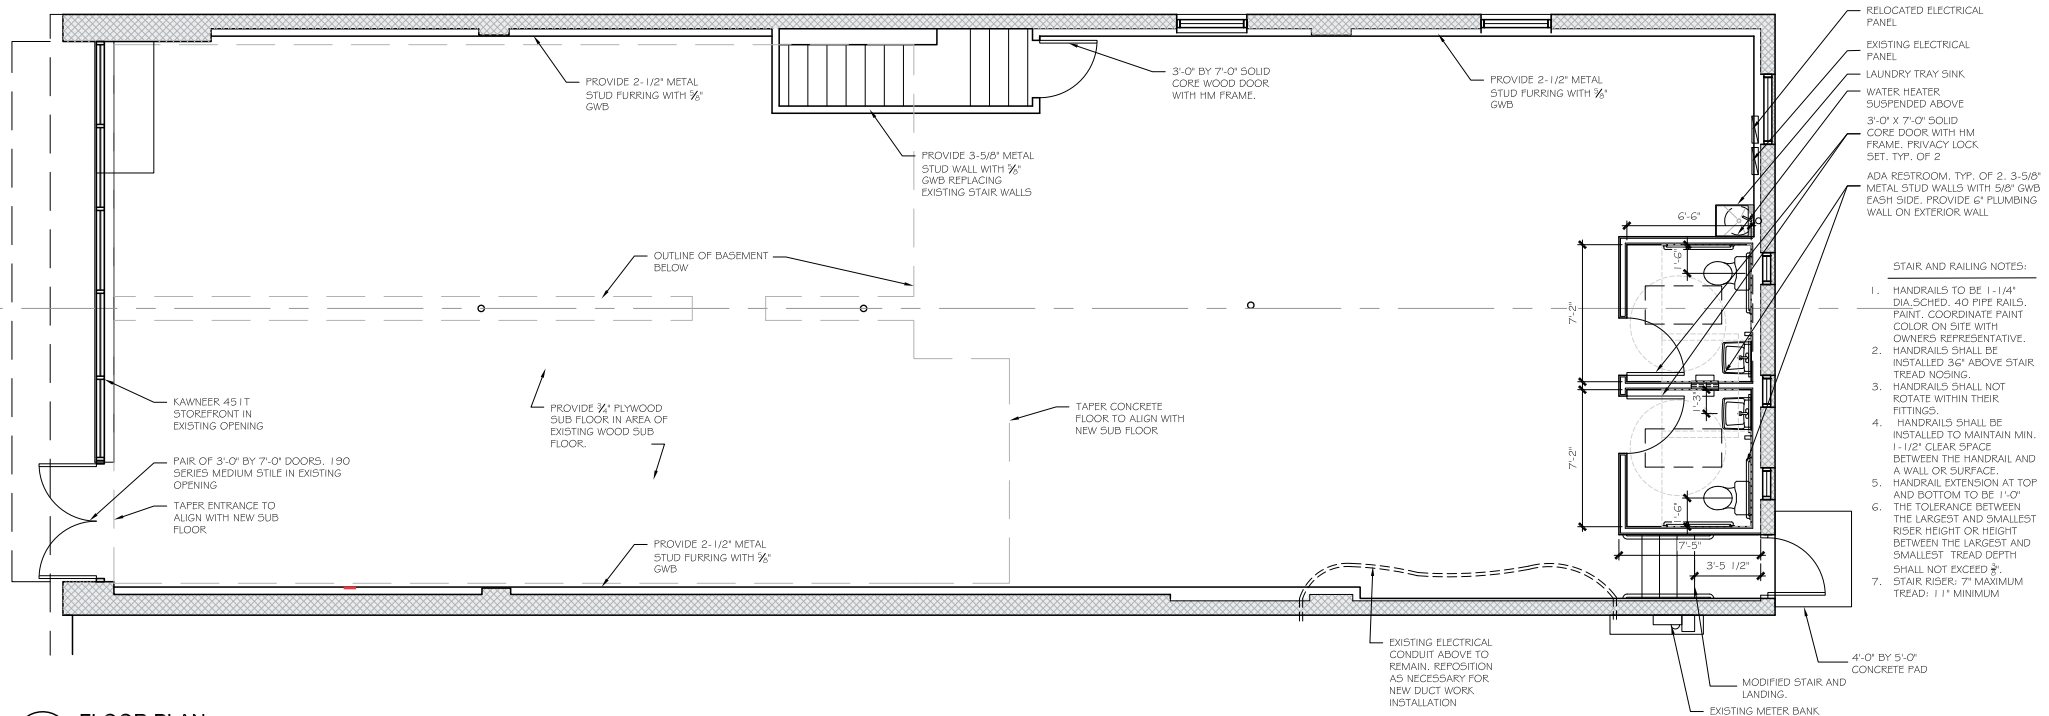 PROVIDE 2-1/2" METAL
STUD FURRING WITH 5/8"
GWB
3'-0" BY 7'-0" SOLID
CORE WOOD DOOR
WITH HM FRAME.
PROVIDE 2-1/2" METAL
STUD FURRING WITH 5/8"
GWB
PROVIDE 3-5/8" METAL
STUD WALL WITH 5/8"
GWB REPLACING
EXISTING STAIR WALLS
OUTLINE OF BASEMENT
BELOW
KAWNEER 451T
STOREFRONT IN
EXISTING OPENING
PAIR OF 3'-0" BY 7'-0" DOORS. 190
SERIES MEDIUM STILE IN EXISTING
OPENING
TAPER ENTRANCE TO
ALIGN WITH NEW SUB
FLOOR
PROVIDE 3/4" PLYWOOD
SUB FLOOR IN AREA OF
EXISTING WOOD SUB
FLOOR.
TAPER CONCRETE
FLOOR TO ALIGN WITH
NEW SUB FLOOR
PROVIDE 2-1/2" METAL
STUD FURRING WITH 5/8"
GWB
6'-6"
1'-6"
7'-2"
1'-3"
7'-2"
1'-6"
7'-5"
3'-5 1/2"
EXISTING ELECTRICAL
CONDUIT ABOVE TO
REMAIN. REPOSITION
AS NECESSARY FOR
NEW DUCT WORK
INSTALLATION
RELOCATED ELECTRICAL
PANEL
EXISTING ELECTRICAL
PANEL
LAUNDRY TRAY SINK
WATER HEATER
SUSPENDED ABOVE
3'-0" X 7'-0" SOLID
CORE DOOR WITH HM
FRAME. PRIVACY LOCK
SET. TYP. OF 2
ADA RESTROOM. TYP. OF 2. 3-5/8"
METAL STUD WALLS WITH 5/8" GWB
EASH SIDE. PROVIDE 6" PLUMBING
WALL ON EXTERIOR WALL
STAIR AND RAILING NOTES:
1. HANDRAILS TO BE 1-1/4"
DIA.SCHED. 40 PIPE RAILS.
PAINT. COORDINATE PAINT
COLOR ON SITE WITH
OWNERS REPRESENTATIVE.
2. HANDRAILS SHALL BE
INSTALLED 36" ABOVE STAIR
TREAD NOSING.
3. HANDRAILS SHALL NOT
ROTATE WITHIN THEIR
FITTINGS.
4. HANDRAILS SHALL BE
INSTALLED TO MAINTAIN MIN.
1-1/2" CLEAR SPACE
BETWEEN THE HANDRAIL AND
A WALL OR SURFACE.
5. HANDRAIL EXTENSION AT TOP
AND BOTTOM TO BE 1'-0"
6. THE TOLERANCE BETWEEN
THE LARGEST AND SMALLEST
RISER HEIGHT OR HEIGHT
BETWEEN THE LARGEST AND
SMALLEST TREAD DEPTH
SHALL NOT EXCEED
7. STAIR RISER: 7" MAXIMUM
TREAD: 11" MINIMUM
4'-0" BY 5'-0"
CONCRETE PAD
MODIFIED STAIR AND
LANDING.
EXISTING METER BANK
FLOOR PLAN